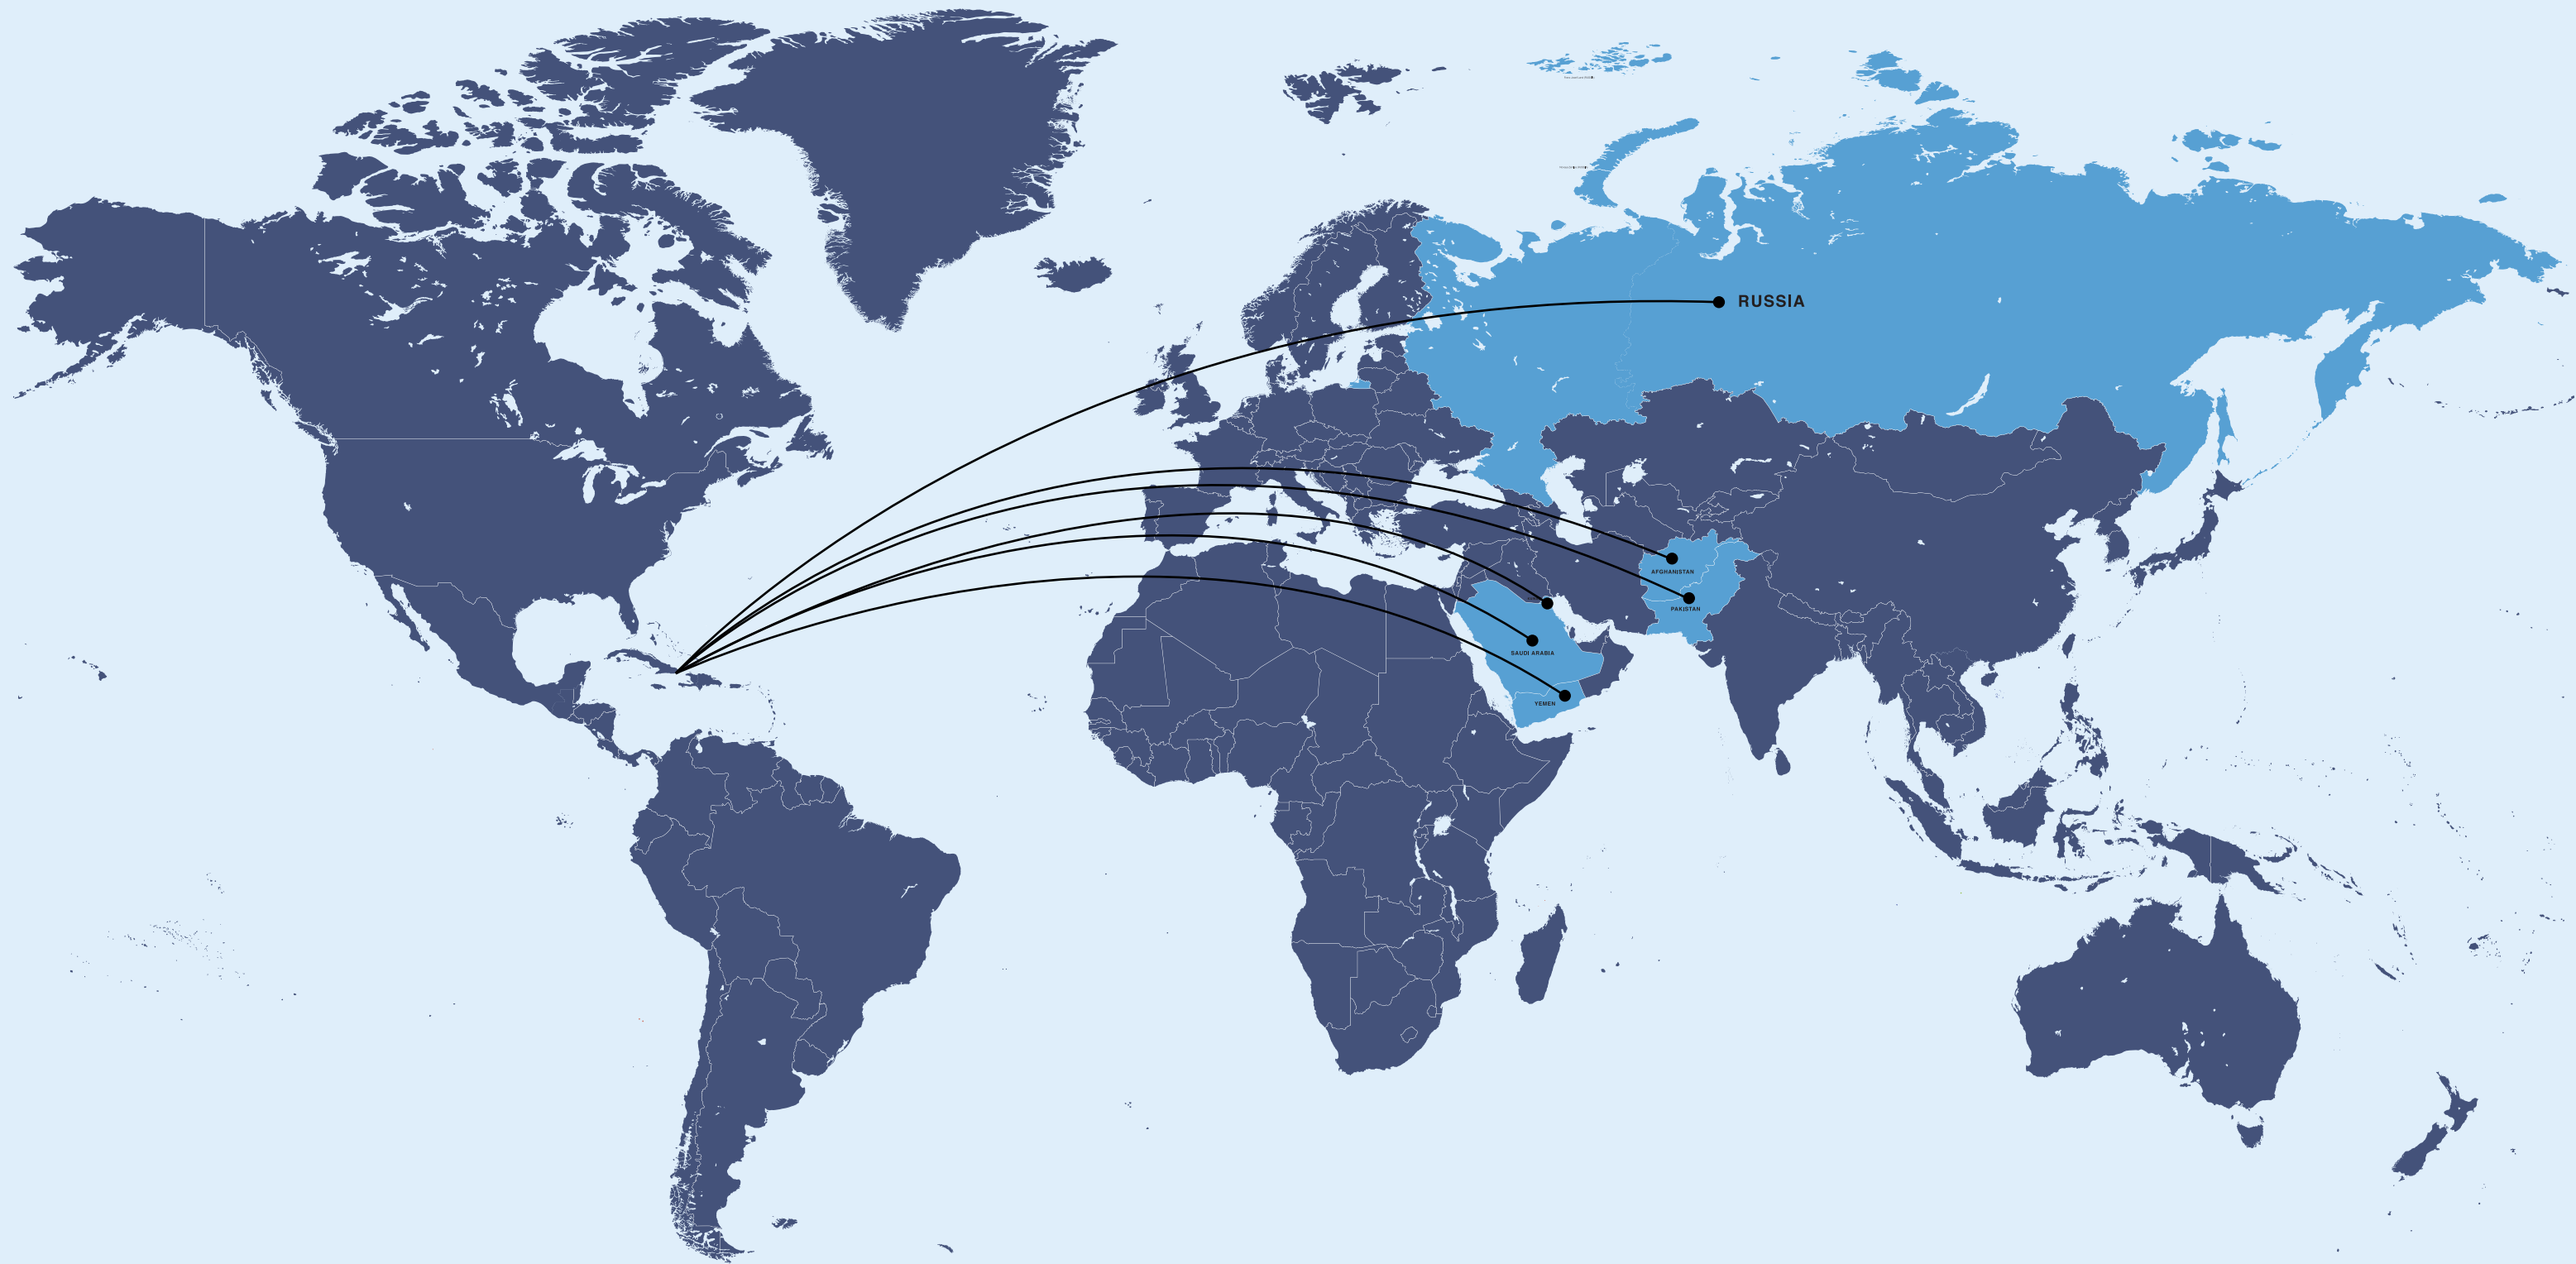 RUSSIA
AFGHANISTAN
PAKISTAN
SAUDI ARABIA
YEMEN